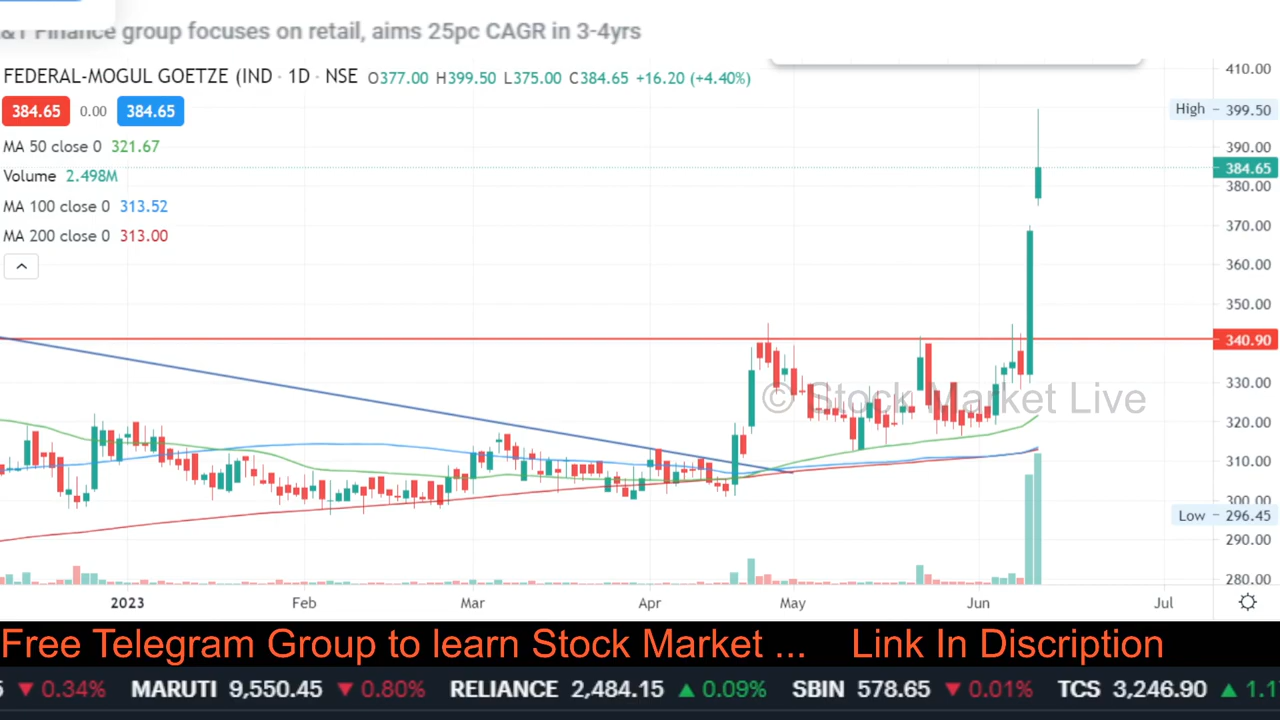 &T Finance group focuses on retail, aims 25pc CAGR in 3-4yrs
FEDERAL-MOGUL GOETZE (IND · 1D · NSE O377.00 H399.50 L375.00 C384.65 +16.20 (+4.40%)
384.65 0.00 384.65
MA 50 close 0 321.67
Volume 2.498M
MA 100 close 0 313.52
MA 200 close 0 313.00
410.00
High - 399.50
390.00
384.65
380.00
370.00
360.00
350.00
340.90
330.00
© Stock Market Live
320.00
310.00
300.00
Low - 296.45
290.00
280.00
2023 Feb Mar Apr May Jun Jul
Free Telegram Group to learn Stock Market ... Link In Discription
5 ▼ 0.34% MARUTI 9,550.45 ▼ 0.80% RELIANCE 2,484.15 ▲ 0.09% SBIN 578.65 ▼ 0.01% TCS 3,246.90 ▲ 1.1